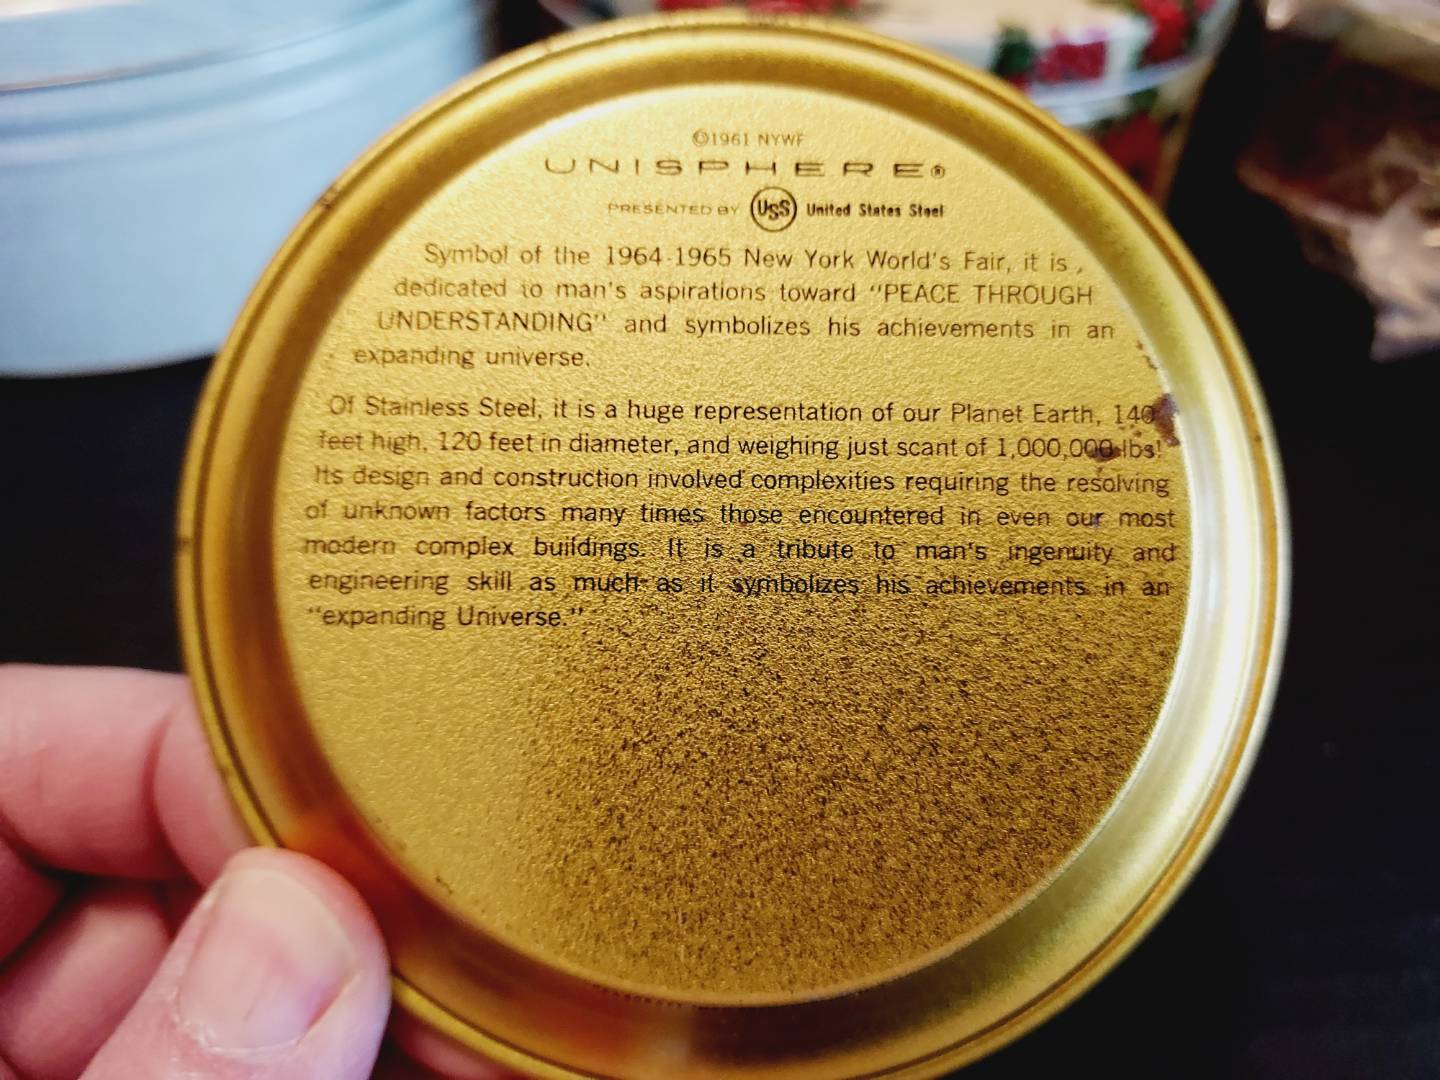 ©1961 NYWF
UNISPHERE®
PRESENTED BY USS United States Steel
Symbol of the 1964-1965 New York World's Fair, it is
dedicated to man's aspirations toward "PEACE THROUGH
UNDERSTANDING" and symbolizes his achievements in an
expanding universe.
Of Stainless Steel, it is a huge representation of our Planet Earth, 140
feet high, 120 feet in diameter, and weighing just scant of 1,000,000 lbs!
Its design and construction involved complexities requiring the resolving
of unknown factors many times those encountered in even our most
modern complex buildings. It is a tribute to man's ingenuity and
engineering skill as much as it symbolizes his achievements in an
"expanding Universe."